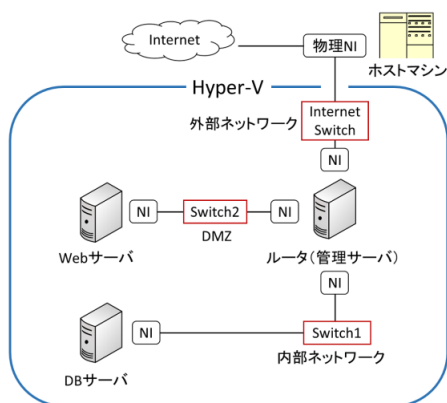 Internet
物理NI
ホストマシン
Hyper-V
外部ネットワーク
Internet
Switch
NI
NI
Switch2
NI
DMZ
Webサーバ
ルータ(管理サーバ)
NI
NI
Switch1
内部ネットワーク
DBサーバ